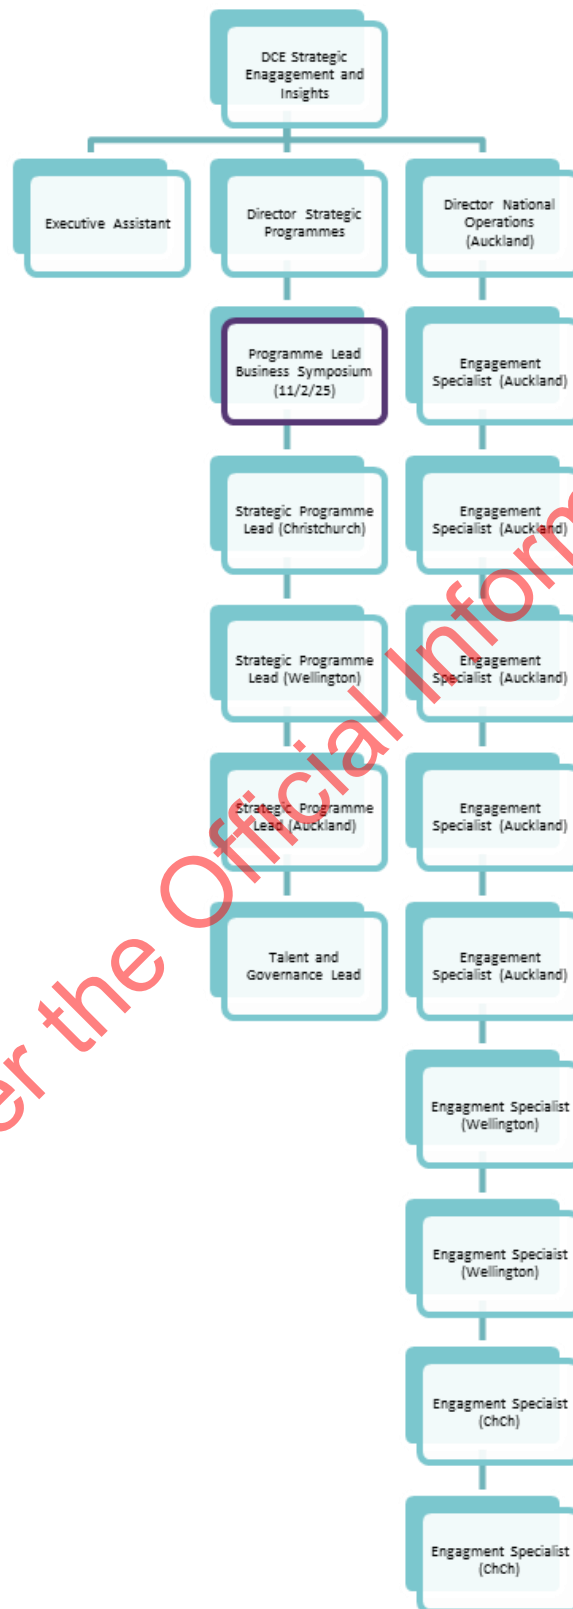 DCE Strategic
Enagagement and
Insights
Executive Assistant
Director Strategic
Programmes
Director National
Operations
(Auckland)
Programme Lead
Business Symposium
(11/2/25)
Engagement
Specialist (Auckland)
Strategic Programme
Lead (Christchurch)
Engagement
Specialist (Auckland)
Strategic Programme
Lead (Wellington)
Engagement
Specialist (Auckland)
Strategic Programme
Lead (Auckland)
Engagement
Specialist (Auckland)
Talent and
Governance Lead
Engagement
Specialist (Auckland)
Engagment Specialist
(Wellington)
Engagment Speciaist
(Wellington)
Engagment Speciaist
(ChCh)
Engagment Specialist
(ChCh)
er the Official Inform